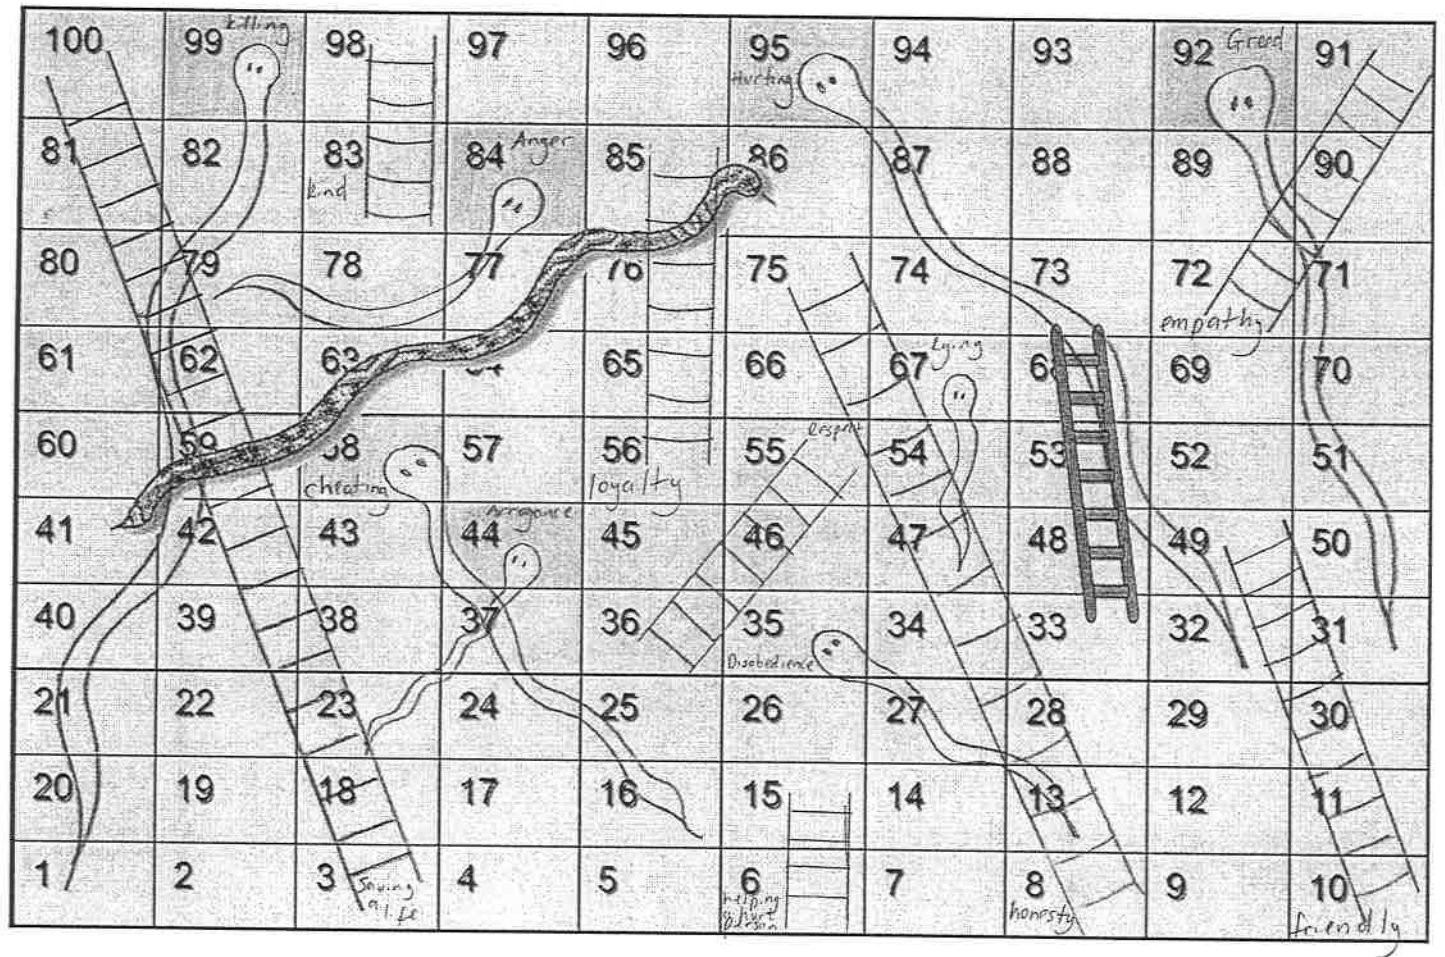 100 99 killing 98 97 96 95 94 93 92 Greed 91
Hurting
81 82 83 84 Anger 85 86 87 88 89 90
kind
80 79 78 77 76 75 74 73 72 71
empathy
61 62 63 65 66 67 69 70
Lying
60 59 58 57 56 55 respect 54 53 52 51
cheating loyalty
41 42 43 44 45 46 47 48 49 50
Arrogance
40 39 38 37 36 35 34 33 32 31
Disobedience
21 22 23 24 25 26 27 28 29 30
20 19 18 17 16 15 14 13 12 11
1 2 3 4 5 6 7 8 9 10
Saving
a life
helping
a hurt
person
honesty
friendly